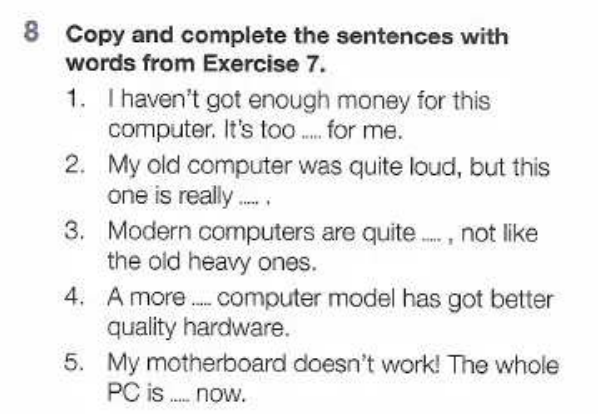 8 Copy and complete the sentences with
words from Exercise 7.
1. I haven't got enough money for this
computer. It's too ..... for me.
2. My old computer was quite loud, but this
one is really ..... .
3. Modern computers are quite ..... , not like
the old heavy ones.
4. A more ..... computer model has got better
quality hardware.
5. My motherboard doesn't work! The whole
PC is ..... now.